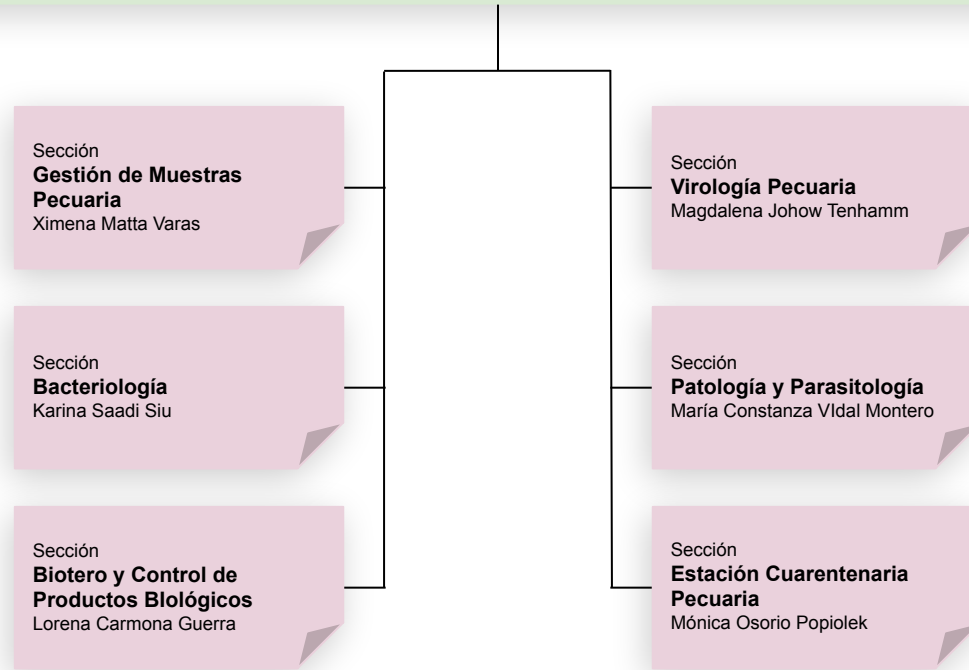 Sección
Gestión de Muestras
Pecuaria
Ximena Matta Varas
Sección
Virología Pecuaria
Magdalena Johow Tenhamm
Sección
Bacteriología
Karina Saadi Siu
Sección
Patología y Parasitología
María Constanza VIdal Montero
Sección
Biotero y Control de
Productos BIológicos
Lorena Carmona Guerra
Sección
Estación Cuarentenaria
Pecuaria
Mónica Osorio Popiolek